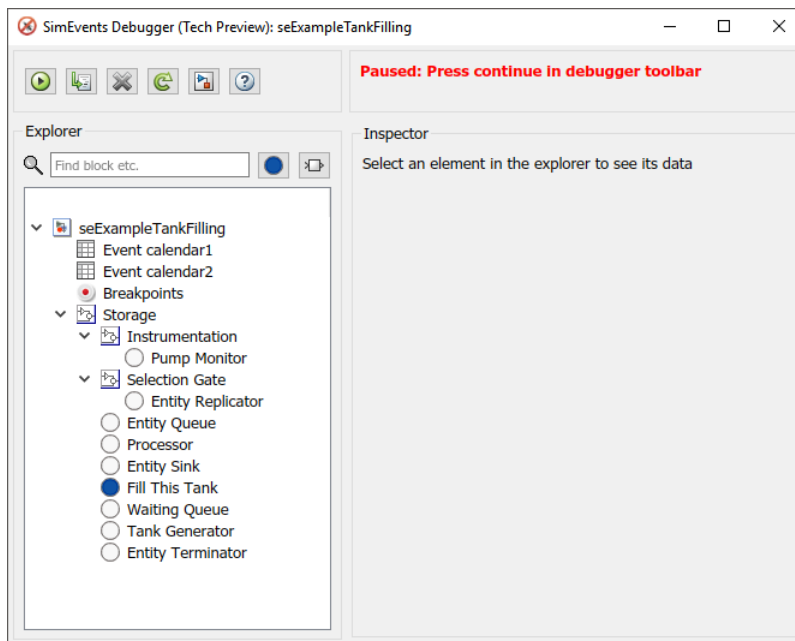 SimEvents Debugger (Tech Preview): seExampleTankFilling
Paused: Press continue in debugger toolbar
Explorer
Find block etc.
seExampleTankFilling
Event calendar1
Event calendar2
Breakpoints
Storage
Instrumentation
Pump Monitor
Selection Gate
Entity Replicator
Entity Queue
Processor
Entity Sink
Fill This Tank
Waiting Queue
Tank Generator
Entity Terminator
Inspector
Select an element in the explorer to see its data